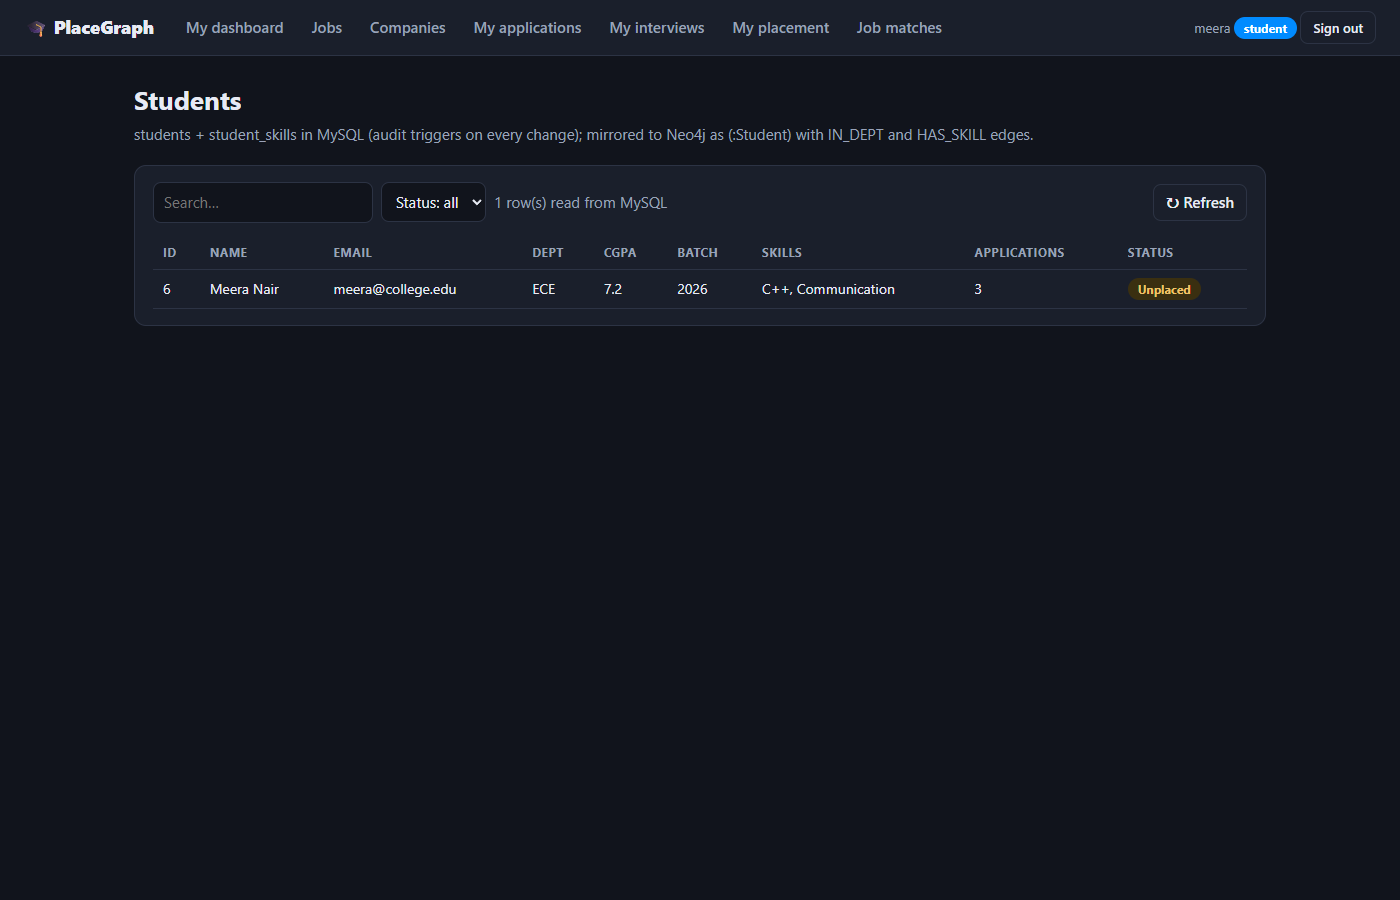 PlaceGraph My dashboard Jobs Companies My applications My interviews My placement Job matches meera student Sign out
Students
students + student_skills in MySQL (audit triggers on every change); mirrored to Neo4j as (:Student) with IN_DEPT and HAS_SKILL edges.
Search... Status: all 1 row(s) read from MySQL ↻ Refresh
ID NAME EMAIL DEPT CGPA BATCH SKILLS APPLICATIONS STATUS
6 Meera Nair meera@college.edu ECE 7.2 2026 C++, Communication 3 Unplaced